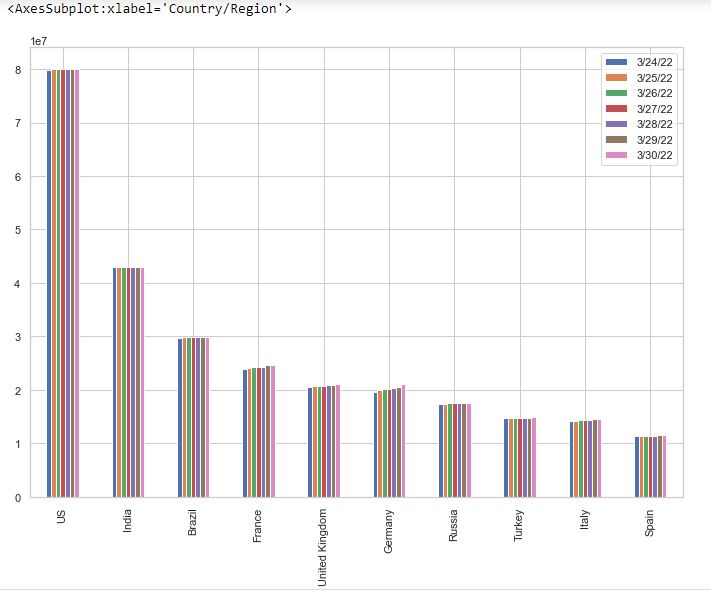 <AxesSubplot:xlabel='Country/Region'>
1e7
8
7
6
5
4
3
2
1
0
3/24/22
3/25/22
3/26/22
3/27/22
3/28/22
3/29/22
3/30/22
US
India
Brazil
France
United Kingdom
Germany
Russia
Turkey
Italy
Spain